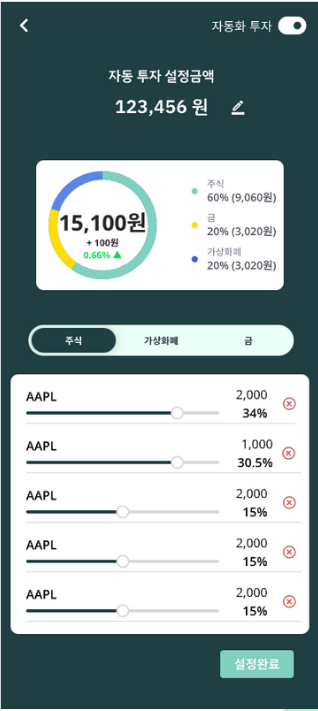 자동화 투자
자동 투자 설정금액
123,456 원
15,100원
+ 100원
0.66% ▲
주식
60% (9,060원)
금
20% (3,020원)
가상화폐
20% (3,020원)
주식 가상화폐 금
AAPL 2,000
34%
AAPL 1,000
30.5%
AAPL 2,000
15%
AAPL 2,000
15%
AAPL 2,000
15%
설정완료